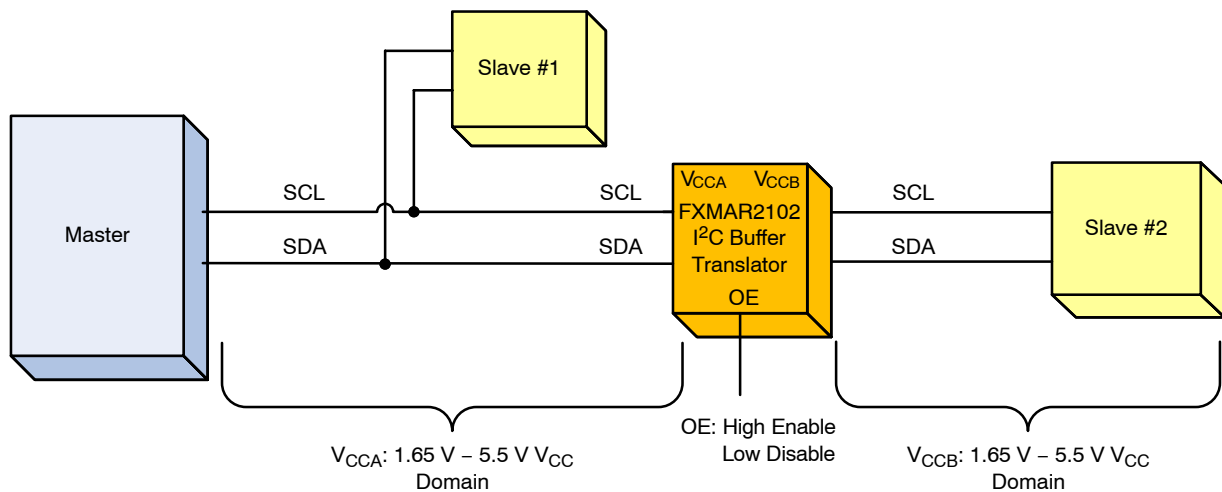 Slave #1
Master
SCL
SDA
SCL
SDA
VCCA VCCB
FXMAR2102
I2C Buffer
Translator
OE
SCL
SDA
Slave #2
OE: High Enable
Low Disable
VCCA: 1.65 V – 5.5 V VCC
Domain
VCCB: 1.65 V – 5.5 V VCC
Domain